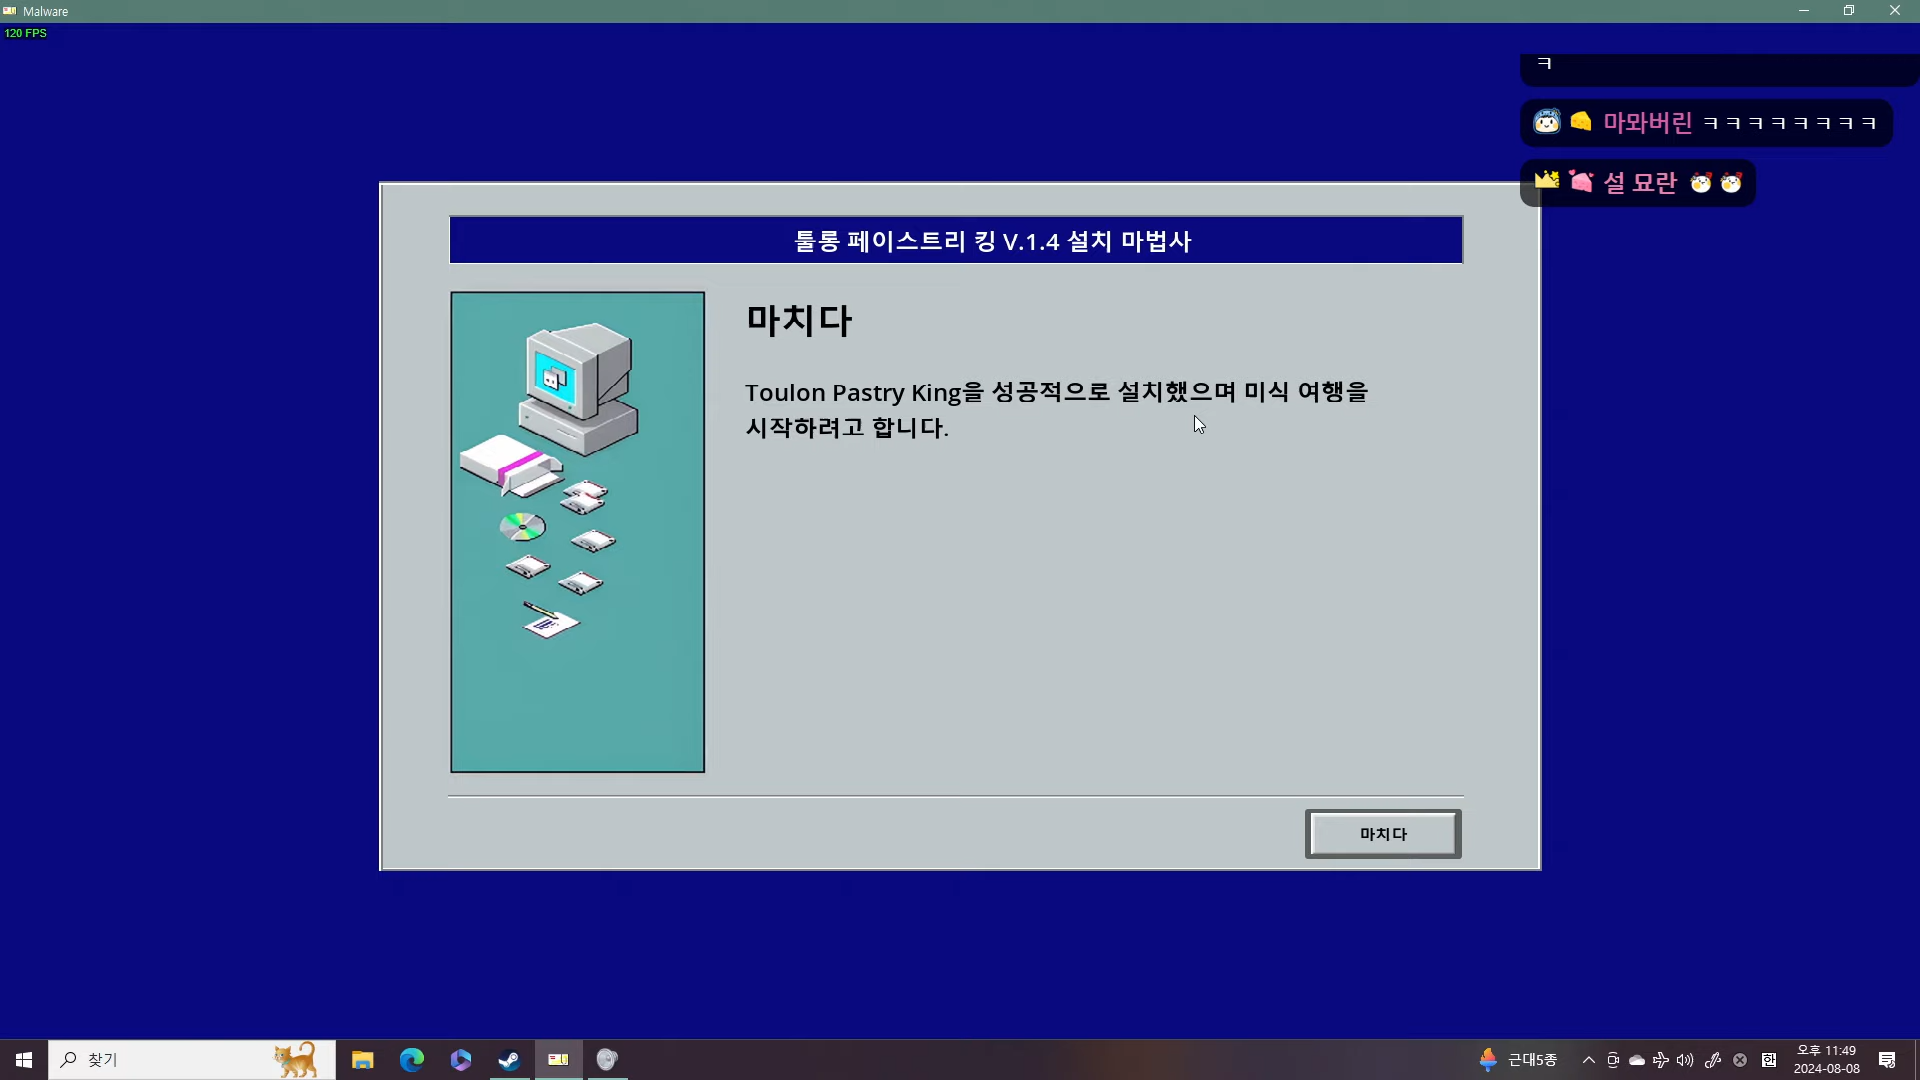 Malware
120 FPS
ㅋ
마뫄버린 ㅋㅋㅋㅋㅋㅋㅋㅋ
설 묘란
툴롱 페이스트리 킹 V.1.4 설치 마법사
마치다
Toulon Pastry King을 성공적으로 설치했으며 미식 여행을
시작하려고 합니다.
마치다
찾기
근대5종
한
오후 11:49
2024-08-08